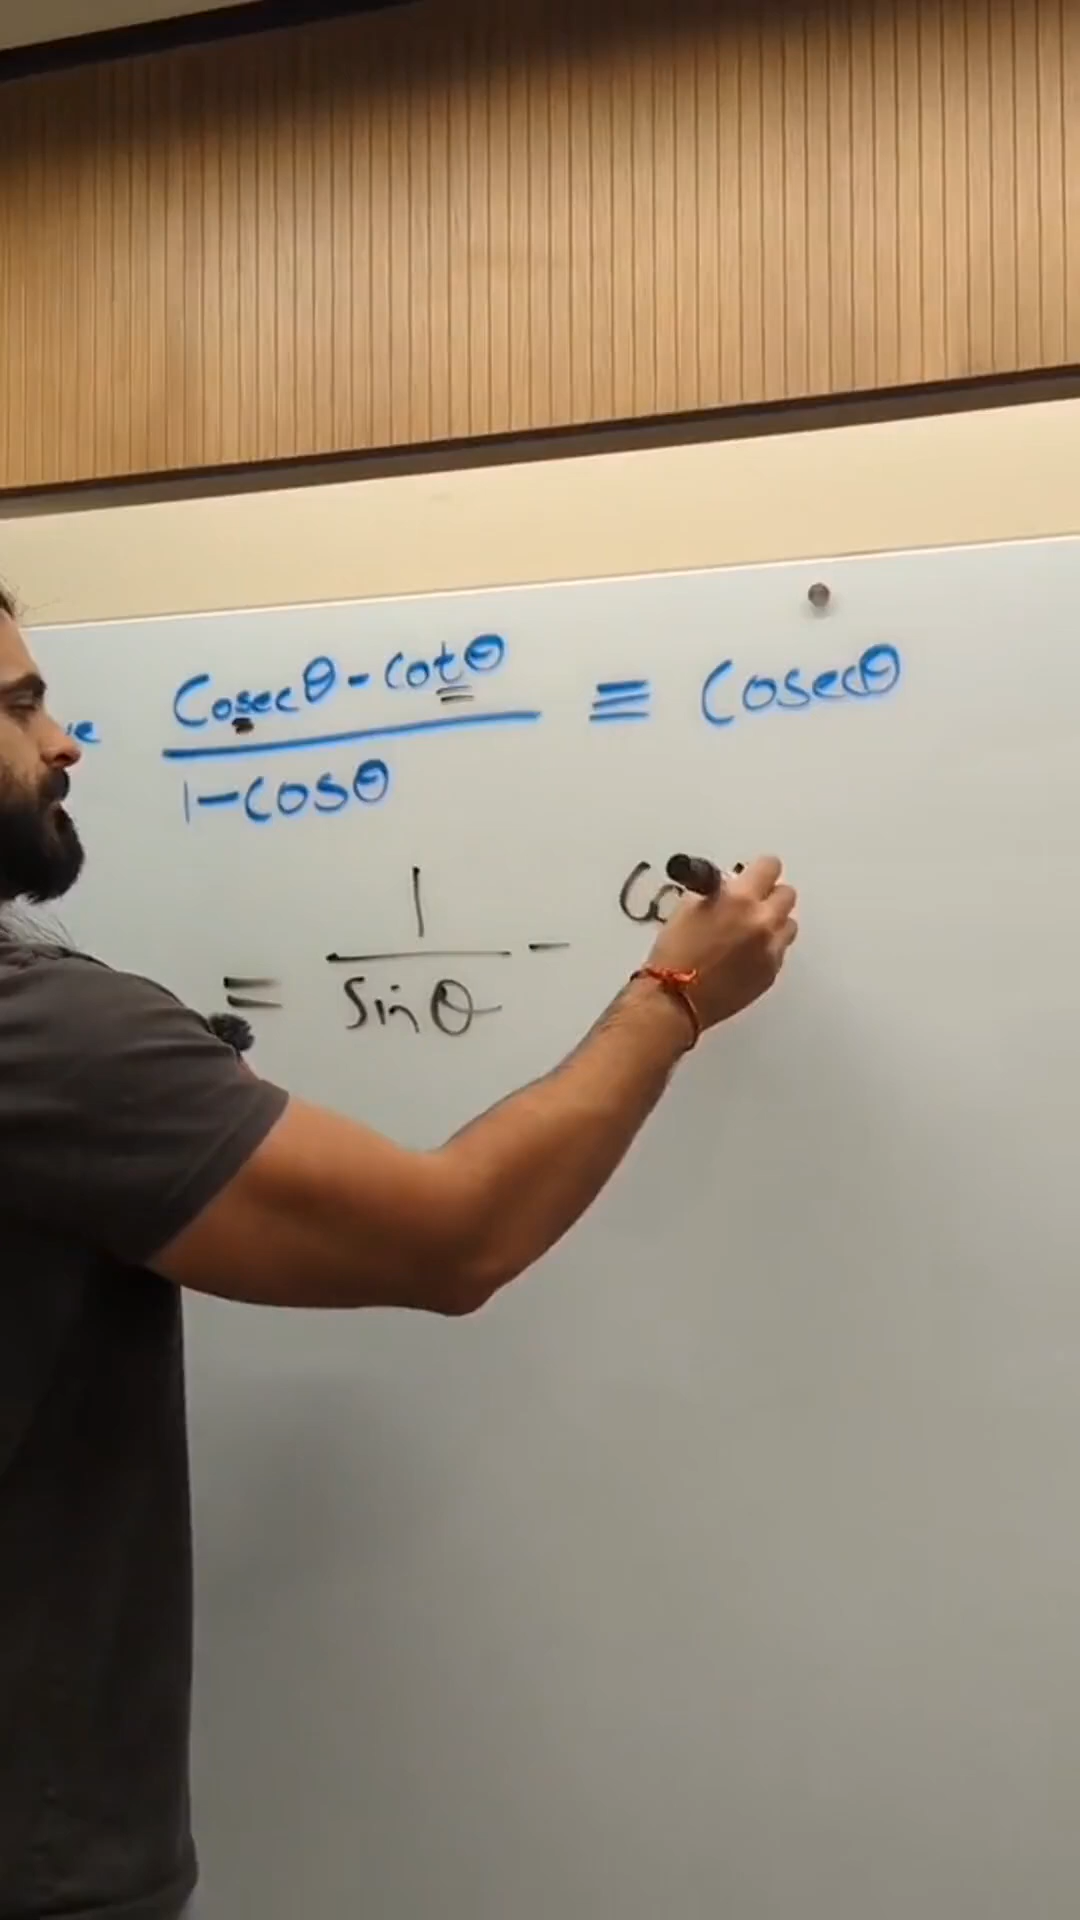 Cosecθ - cotθ ≡ Cosecθ
1-cosθ
= 1 -
sinθ